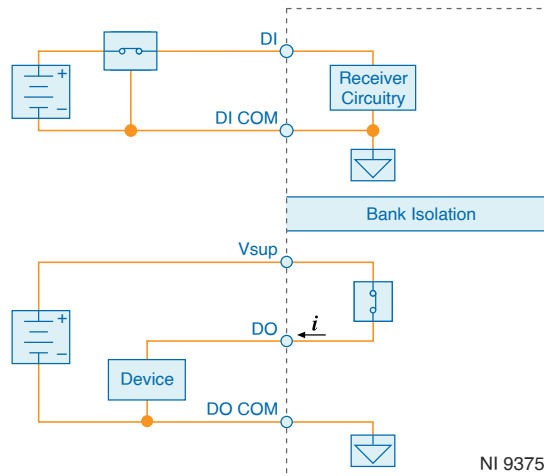 DI
+
Receiver
Circuitry
−
DI COM
Bank Isolation
Vsup
+
i
DO
−
Device
DO COM
NI 9375